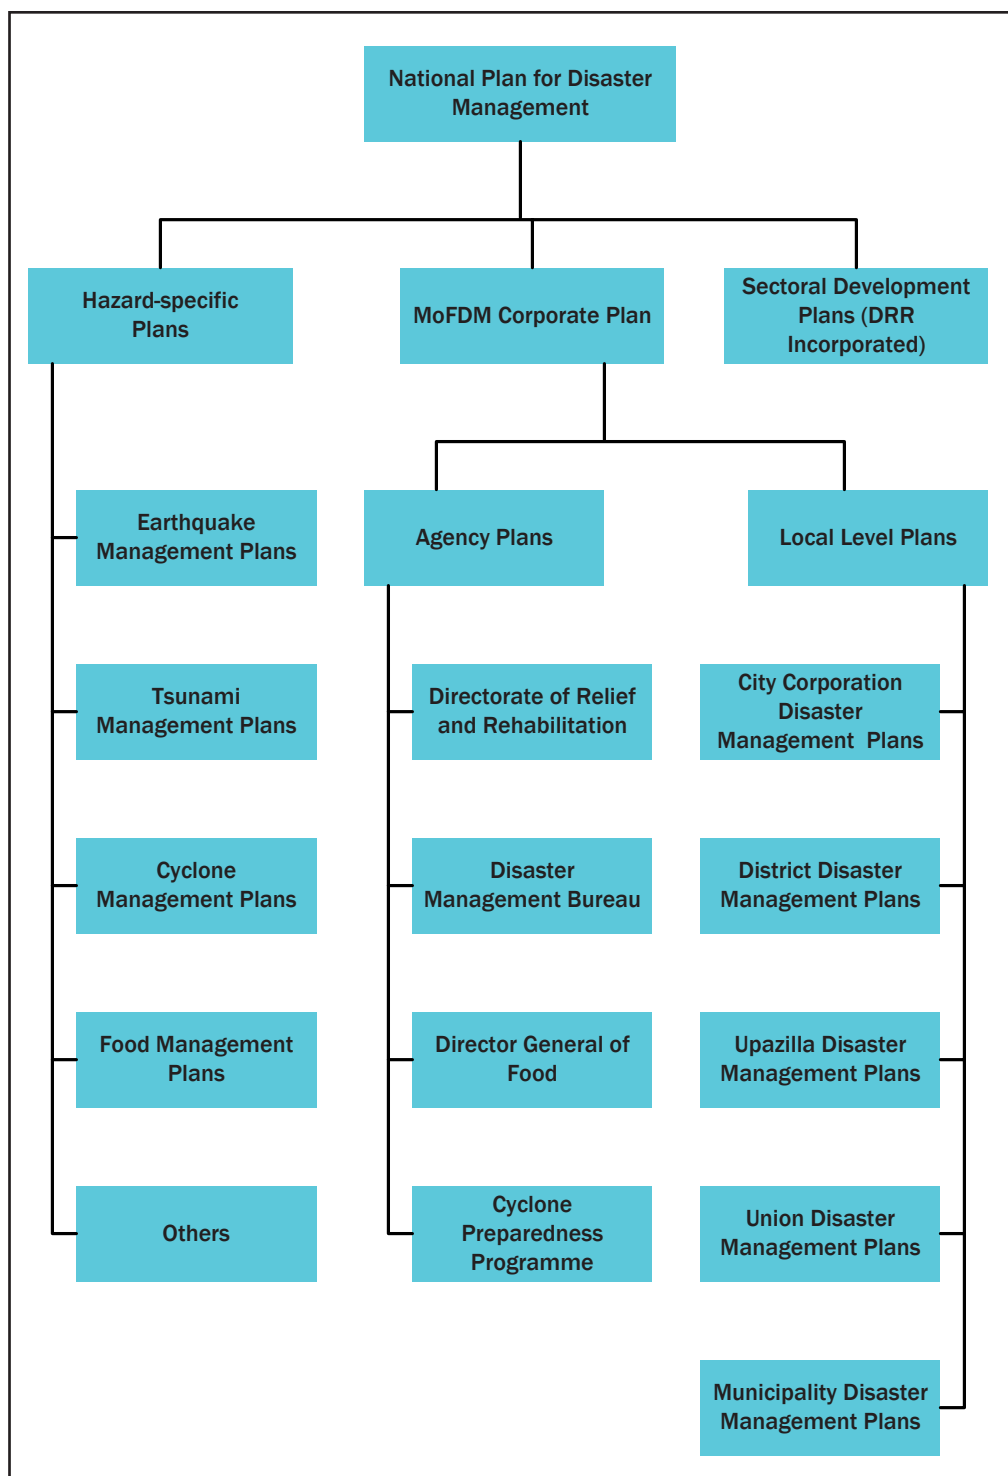 National Plan for Disaster
Management
Hazard-specific
Plans
MoFDM Corporate Plan
Sectoral Development
Plans (DRR
Incorporated)
Earthquake
Management Plans
Agency Plans
Local Level Plans
Tsunami
Management Plans
Directorate of Relief
and Rehabilitation
City Corporation
Disaster
Management Plans
Cyclone
Management Plans
Disaster
Management Bureau
District Disaster
Management Plans
Food Management
Plans
Director General of
Food
Upazilla Disaster
Management Plans
Others
Cyclone
Preparedness
Programme
Union Disaster
Management Plans
Municipality Disaster
Management Plans